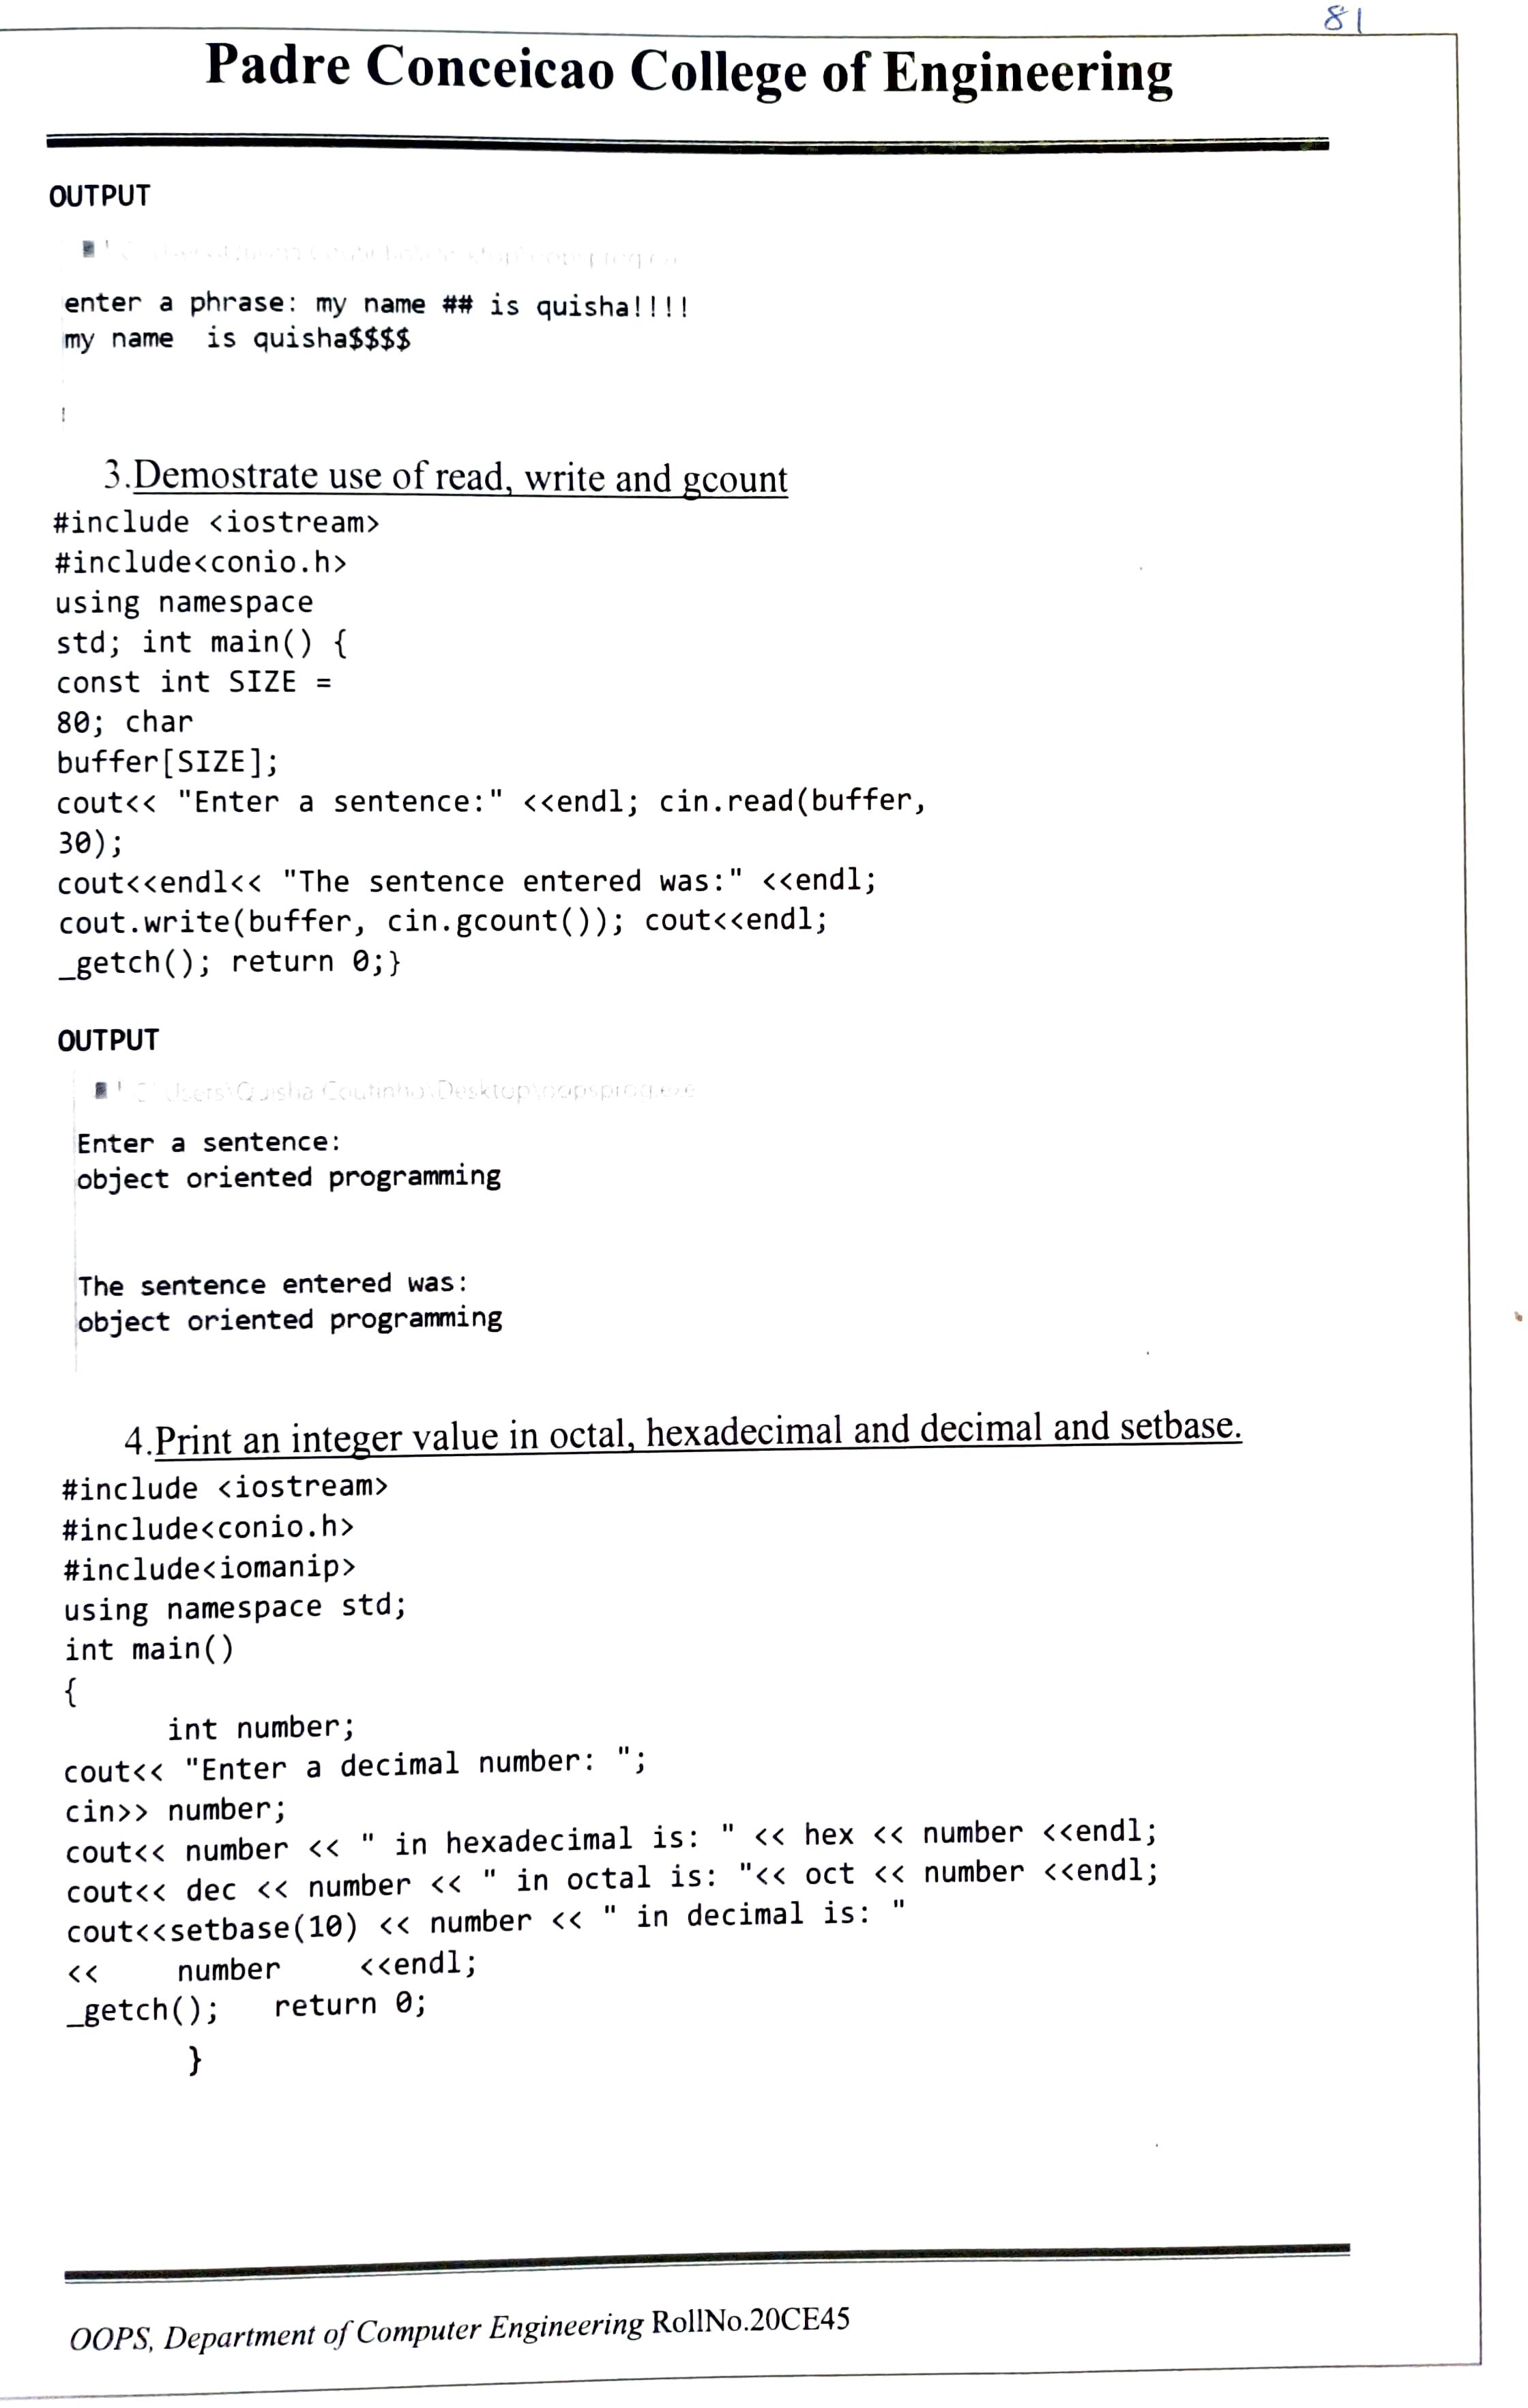 81
Padre Conceicao College of Engineering
OUTPUT
enter a phrase: my name ## is quisha!!!!
my name  is quisha$$$$
3.Demostrate use of read, write and gcount
#include <iostream>
#include<conio.h>
using namespace
std; int main() {
const int SIZE =
80; char
buffer[SIZE];
cout<< "Enter a sentence:" <<endl; cin.read(buffer,
30);
cout<<endl<< "The sentence entered was:" <<endl;
cout.write(buffer, cin.gcount()); cout<<endl;
_getch(); return 0;}
OUTPUT
C:\Users\Quisha Coutinho\Desktop\oopsprog.exe
Enter a sentence:
object oriented programming
The sentence entered was:
object oriented programming
4.Print an integer value in octal, hexadecimal and decimal and setbase.
#include <iostream>
#include<conio.h>
#include<iomanip>
using namespace std;
int main()
{
int number;
cout<< "Enter a decimal number: ";
cin>> number;
cout<< number << " in hexadecimal is: " << hex << number <<endl;
cout<< dec << number << " in octal is: "<< oct << number <<endl;
cout<<setbase(10) << number << " in decimal is: "
<<     number     <<endl;
_getch();   return 0;
}
OOPS, Department of Computer Engineering RollNo.20CE45